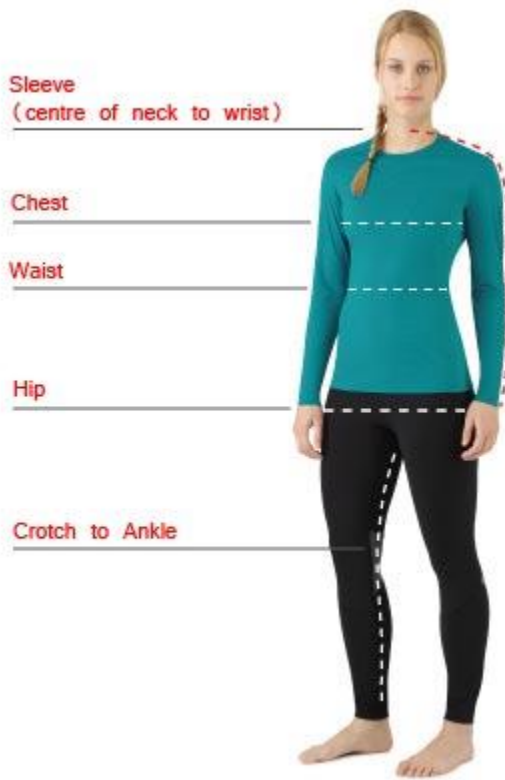 Sleeve
(centre of neck to wrist)
Chest
Waist
Hip
Crotch to Ankle